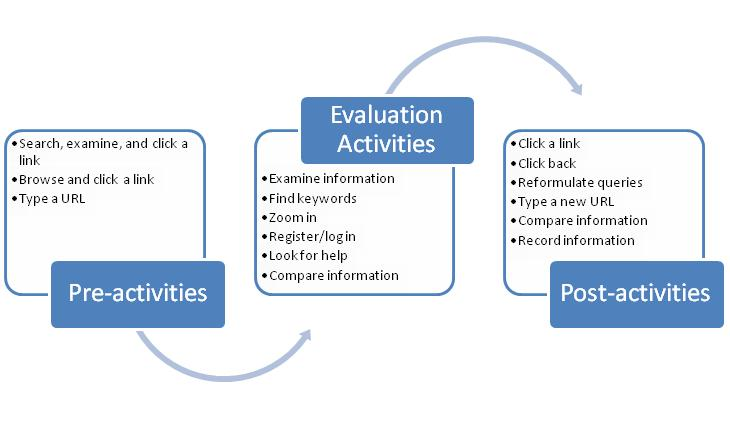 • Search, examine, and click a
link
• Browse and click a link
• Type a URL
Pre-activities
Evaluation
Activities
• Examine information
• Find keywords
• Zoom in
• Register/log in
• Look for help
• Compare information
• Click a link
• Click back
• Reformulate queries
• Type a new URL
• Compare information
• Record information
Post-activities